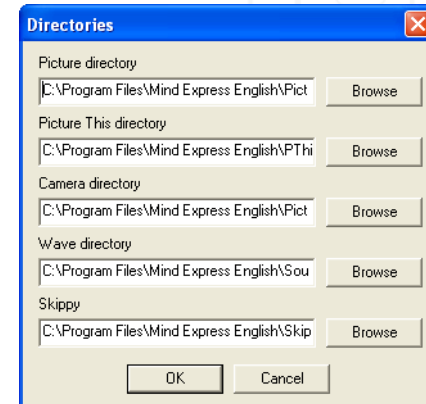 Directories
Picture directory
C:\Program Files\Mind Express English\Pict
Browse
Picture This directory
C:\Program Files\Mind Express English\PThi
Browse
Camera directory
C:\Program Files\Mind Express English\Pict
Browse
Wave directory
C:\Program Files\Mind Express English\Sou
Browse
Skippy
C:\Program Files\Mind Express English\Skip
Browse
OK Cancel